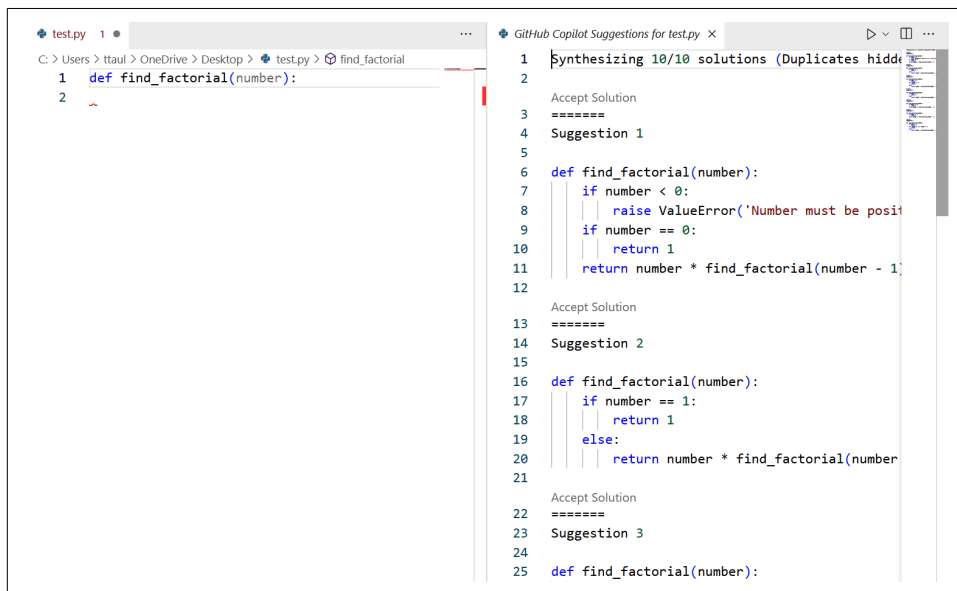 test.py 1
C: > Users > ttaul > OneDrive > Desktop > test.py > find_factorial
1 def find_factorial(number):
2
GitHub Copilot Suggestions for test.py
1 Synthesizing 10/10 solutions (Duplicates hidde
2
Accept Solution
3 =======
4 Suggestion 1
5
6 def find_factorial(number):
7 if number < 0:
8 raise ValueError('Number must be posit
9 if number == 0:
10 return 1
11 return number * find_factorial(number - 1)
12
Accept Solution
13 =======
14 Suggestion 2
15
16 def find_factorial(number):
17 if number == 1:
18 return 1
19 else:
20 return number * find_factorial(number
21
Accept Solution
22 =======
23 Suggestion 3
24
25 def find_factorial(number):